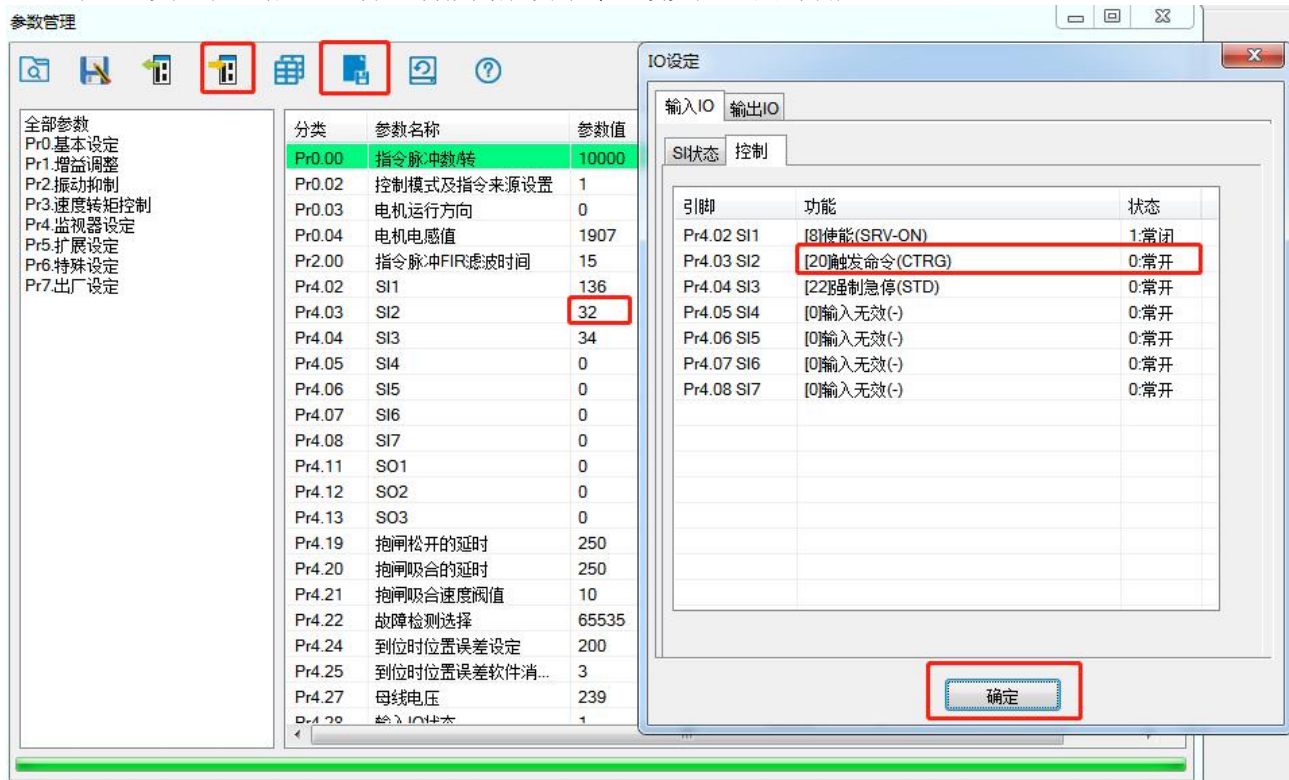 参数管理
全部参数
Pr0.基本设定
Pr1.增益调整
Pr2.振动抑制
Pr3.速度转矩控制
Pr4.监视器设定
Pr5.扩展设定
Pr6.特殊设定
Pr7.出厂设定
分类 参数名称 参数值
Pr0.00 指令脉冲数/转 10000
Pr0.02 控制模式及指令来源设置 1
Pr0.03 电机运行方向 0
Pr0.04 电机电感值 1907
Pr2.00 指令脉冲FIR滤波时间 15
Pr4.02 SI1 136
Pr4.03 SI2 32
Pr4.04 SI3 34
Pr4.05 SI4 0
Pr4.06 SI5 0
Pr4.07 SI6 0
Pr4.08 SI7 0
Pr4.11 SO1 0
Pr4.12 SO2 0
Pr4.13 SO3 0
Pr4.19 抱闸松开的延时 250
Pr4.20 抱闸吸合的延时 250
Pr4.21 抱闸吸合速度阀值 10
Pr4.22 故障检测选择 65535
Pr4.24 到位时位置误差设定 200
Pr4.25 到位时位置误差软件消... 3
Pr4.27 母线电压 239
Pr4.28 输入IO状态 1
IO设定
输入IO 输出IO
SI状态 控制
引脚 功能 状态
Pr4.02 SI1 [8]使能(SRV-ON) 1:常闭
Pr4.03 SI2 [20]触发命令(CTRG) 0:常开
Pr4.04 SI3 [22]强制急停(STD) 0:常开
Pr4.05 SI4 [0]输入无效(-) 0:常开
Pr4.06 SI5 [0]输入无效(-) 0:常开
Pr4.07 SI6 [0]输入无效(-) 0:常开
Pr4.08 SI7 [0]输入无效(-) 0:常开
确定